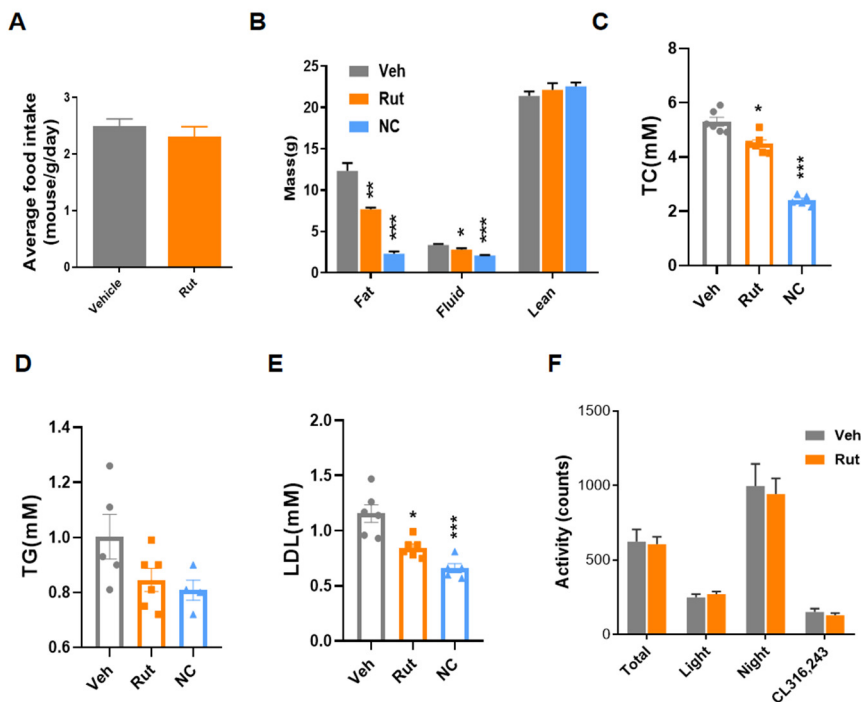 A
Average food intake
(mouse/g/day)
3
2
1
0
Vehicle
Rut
B
Mass(g)
25
20
15
10
5
0
Veh
Rut
NC
**
***
*
***
Fat
Fluid
Lean
C
TC(mM)
8
6
4
2
0
*
***
Veh
Rut
NC
D
TG(mM)
1.4
1.2
1.0
0.8
0.6
Veh
Rut
NC
E
LDL(mM)
2.0
1.5
1.0
0.5
0.0
*
***
Veh
Rut
NC
F
Activity (counts)
1500
1000
500
0
Veh
Rut
Total
Light
Night
CL316,243